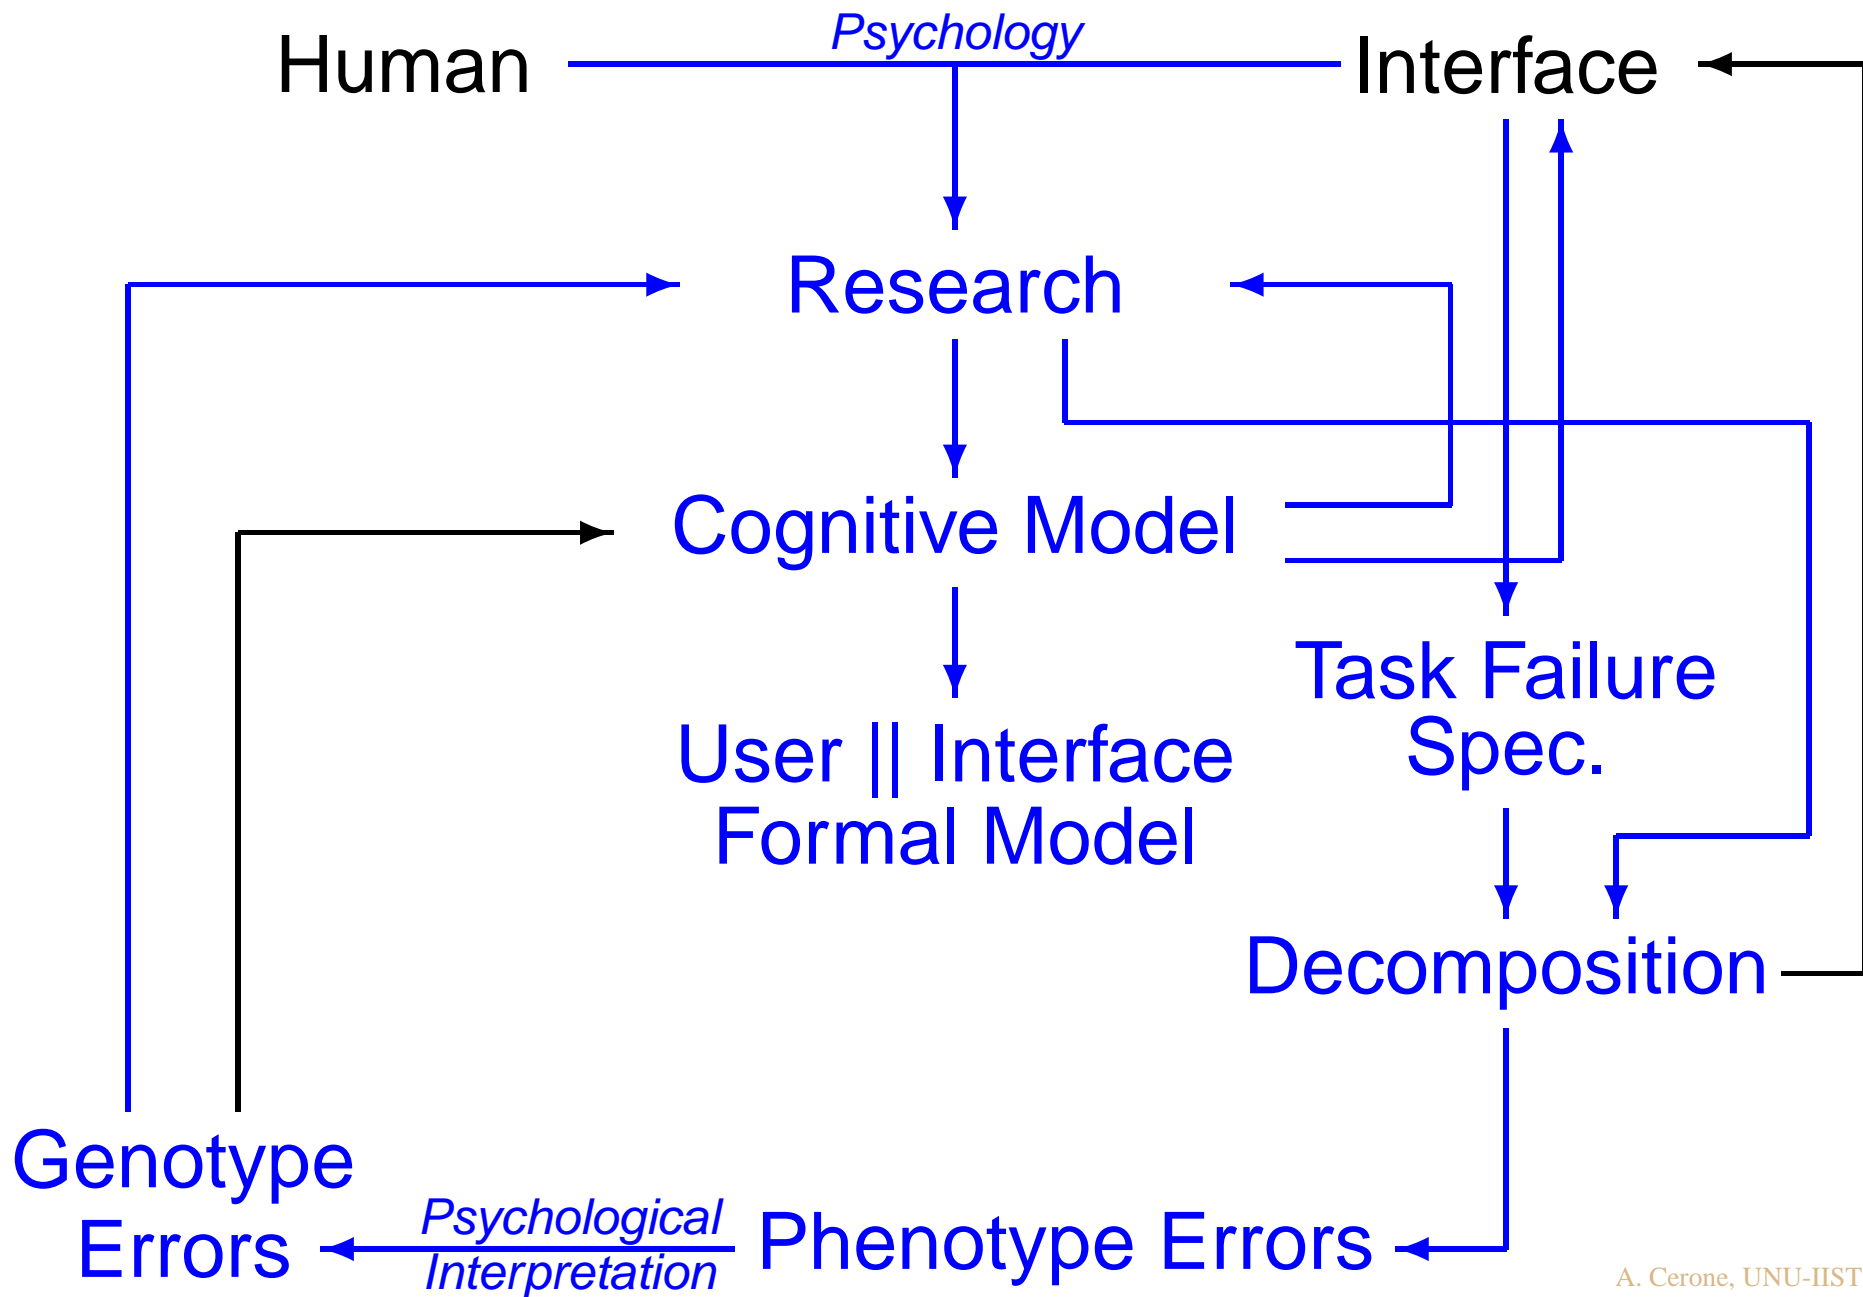 Psychology
Human
Interface
Research
Cognitive Model
Task Failure
Spec.
User || Interface
Formal Model
Decomposition
Genotype
Errors
Psychological
Interpretation
Phenotype Errors
A. Cerone, UNU-IIST